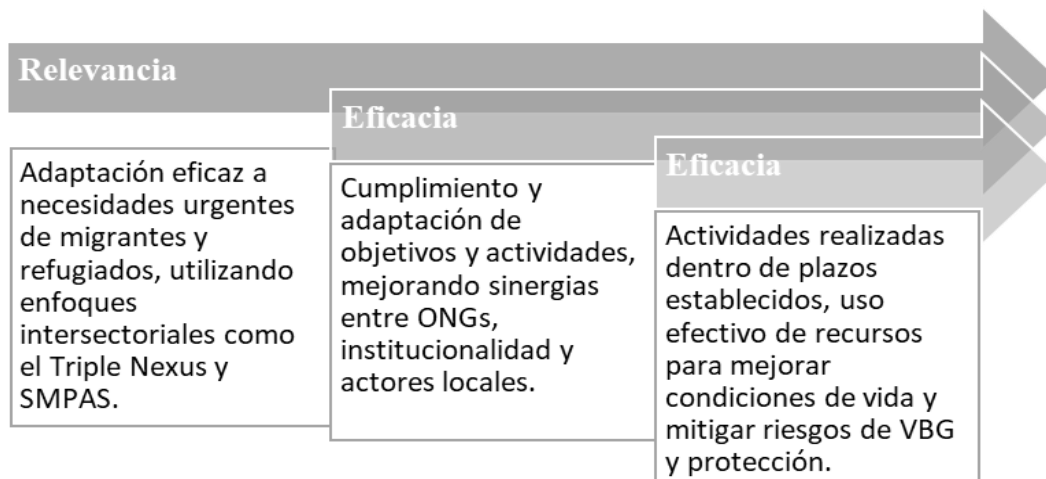 Relevancia
Adaptación eficaz a
necesidades urgentes
de migrantes y
refugiados, utilizando
enfoques
intersectoriales como
el Triple Nexus y
SMPAS.
Eficacia
Cumplimiento y
adaptación de
objetivos y actividades,
mejorando sinergias
entre ONGs,
institucionalidad y
actores locales.
Eficacia
Actividades realizadas
dentro de plazos
establecidos, uso
efectivo de recursos
para mejorar
condiciones de vida y
mitigar riesgos de VBG
y protección.